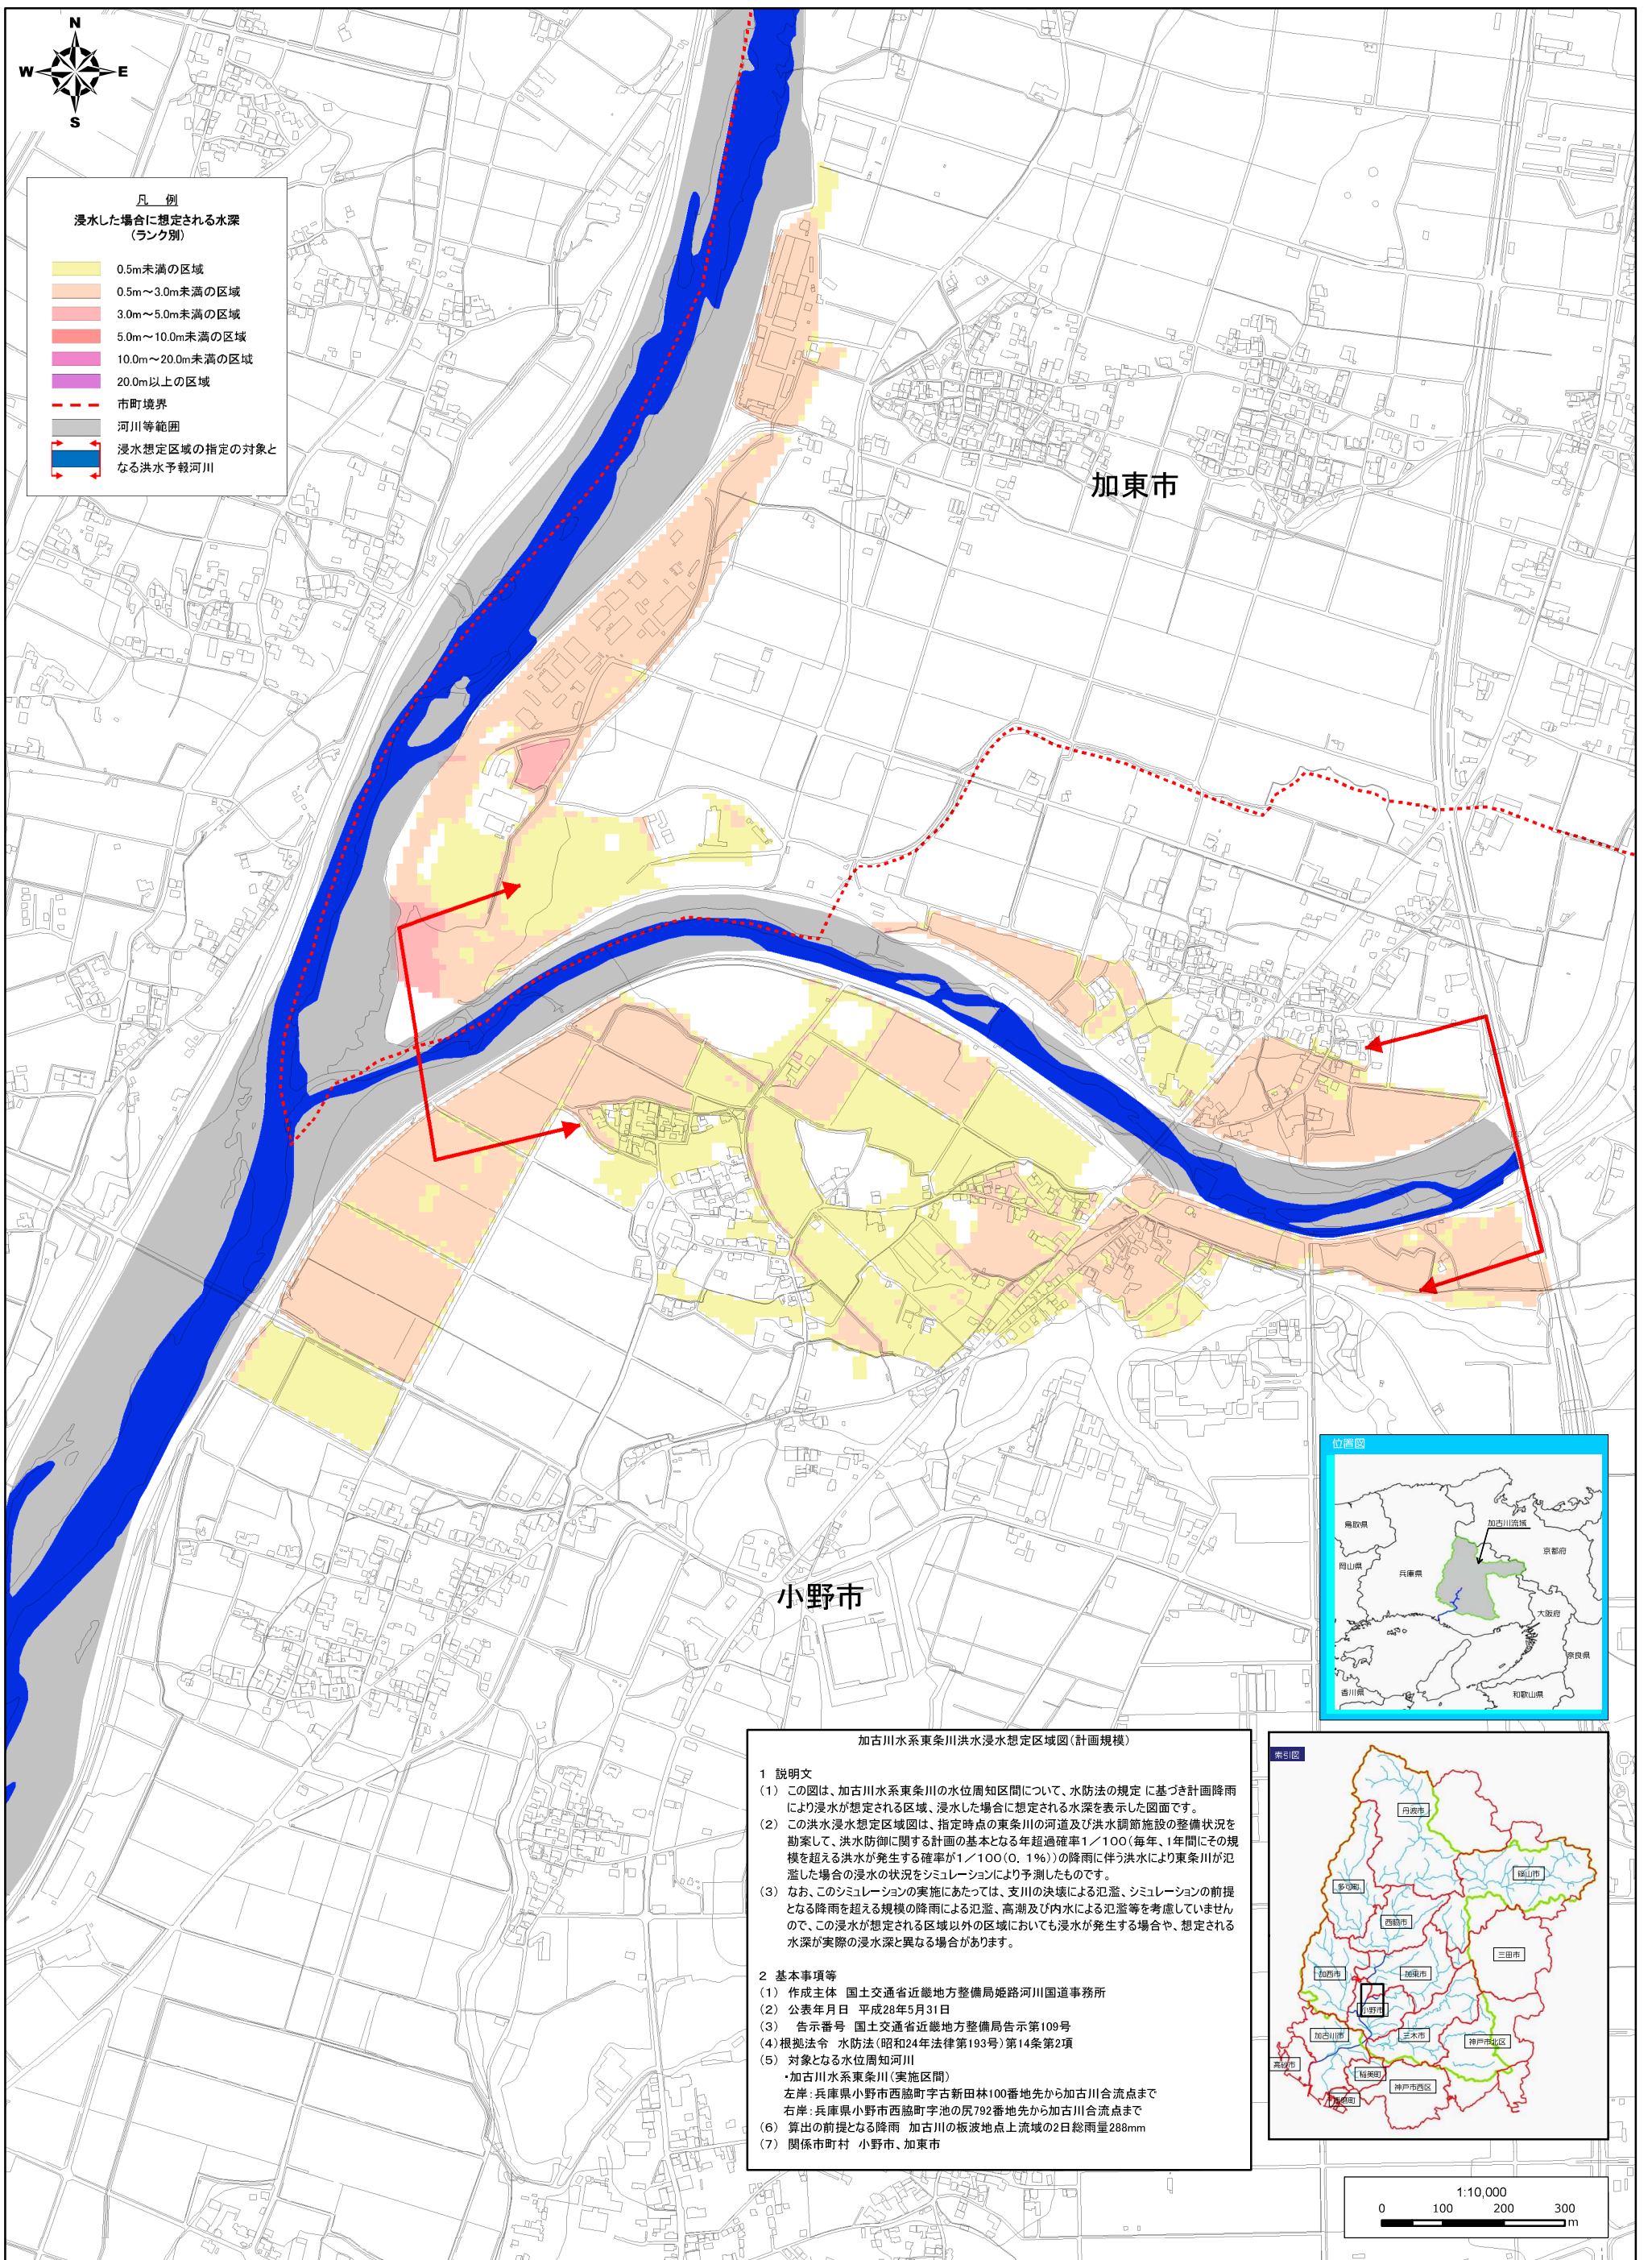 N
W
E
S
凡 例
浸水した場合に想定される水深
(ランク別)
0.5m未満の区域
0.5m～3.0m未満の区域
3.0m～5.0m未満の区域
5.0m～10.0m未満の区域
10.0m～20.0m未満の区域
20.0m以上の区域
市町境界
河川等範囲
浸水想定区域の指定の対象と
なる洪水予報河川
加東市
小野市
位置図
鳥取県
加古川流域
岡山県
兵庫県
京都府
大阪府
奈良県
香川県
和歌山県
加古川水系東条川洪水浸水想定区域図(計画規模)
1 説明文
(1) この図は、加古川水系東条川の水位周知区間について、水防法の規定 に基づき計画降雨
により浸水が想定される区域、浸水した場合に想定される水深を表示した図面です。
(2) この洪水浸水想定区域図は、指定時点の東条川の河道及び洪水調節施設の整備状況を
勘案して、洪水防御に関する計画の基本となる年超過確率1／100(毎年、1年間にその規
模を超える洪水が発生する確率が1／100(0．1%))の降雨に伴う洪水により東条川が氾
濫した場合の浸水の状況をシミュレーションにより予測したものです。
(3) なお、このシミュレーションの実施にあたっては、支川の決壊による氾濫、シミュレーションの前提
となる降雨を超える規模の降雨による氾濫、高潮及び内水による氾濫等を考慮していません
ので、この浸水が想定される区域以外の区域においても浸水が発生する場合や、想定される
水深が実際の浸水深と異なる場合があります。
2 基本事項等
(1) 作成主体 国土交通省近畿地方整備局姫路河川国道事務所
(2) 公表年月日 平成28年5月31日
(3) 告示番号 国土交通省近畿地方整備局告示第109号
(4)根拠法令 水防法(昭和24年法律第193号)第14条第2項
(5) 対象となる水位周知河川
・加古川水系東条川(実施区間)
左岸:兵庫県小野市西脇町字古新田林100番地先から加古川合流点まで
右岸:兵庫県小野市西脇町字池の尻792番地先から加古川合流点まで
(6) 算出の前提となる降雨 加古川の板波地点上流域の2日総雨量288mm
(7) 関係市町村 小野市、加東市
索引図
丹波市
篠山市
多可町
西脇市
三田市
加西市
加東市
小野市
加古川市
三木市
神戸市北区
高砂市
稲美町
神戸市西区
播磨町
1:10,000
0 100 200 300
m